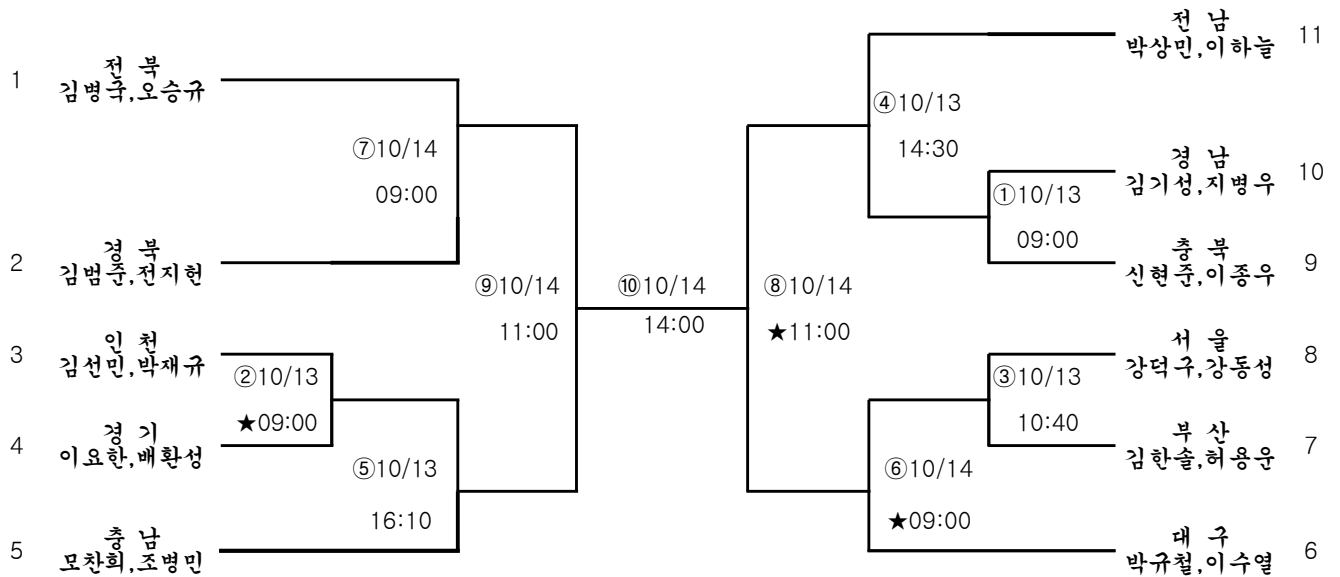 1
전 북
김병국,오승규
⑦10/14
09:00
2
경 북
김범준,전지헌
3
인 천
김선민,박재규
②10/13
★09:00
4
경 기
이요한,배환성
⑤10/13
16:10
5
충 남
모찬희,조병민
⑨10/14
11:00
⑩10/14
14:00
⑧10/14
★11:00
전 남
박상민,이하늘
11
④10/13
14:30
경 남
김기성,지병우
10
①10/13
09:00
충 북
신현준,이종우
9
서 울
강덕구,강동성
8
③10/13
10:40
부 산
김한솔,허용운
7
⑥10/14
★09:00
대 구
박규철,이수열
6